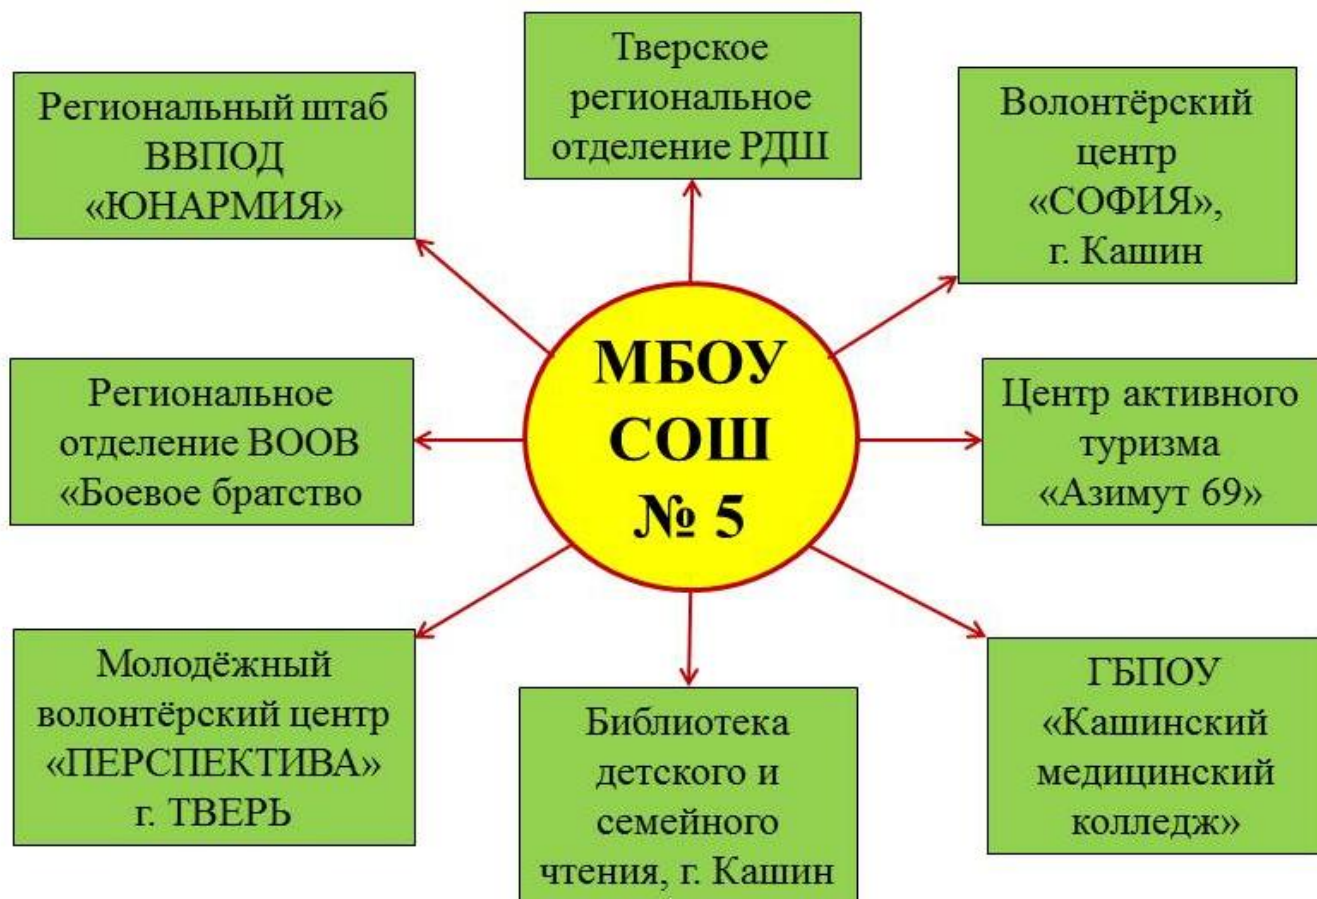 Тверское
региональное
отделение РДШ
Региональный штаб
ВВПОД
«ЮНАРМИЯ»
Волонтёрский
центр
«СОФИЯ»,
г. Кашин
МБОУ
СОШ
№ 5
Региональное
отделение ВООВ
«Боевое братство
Центр активного
туризма
«Азимут 69»
Молодёжный
волонтёрский центр
«ПЕРСПЕКТИВА»
г. ТВЕРЬ
Библиотека
детского и
семейного
чтения, г. Кашин
ГБПОУ
«Кашинский
медицинский
колледж»